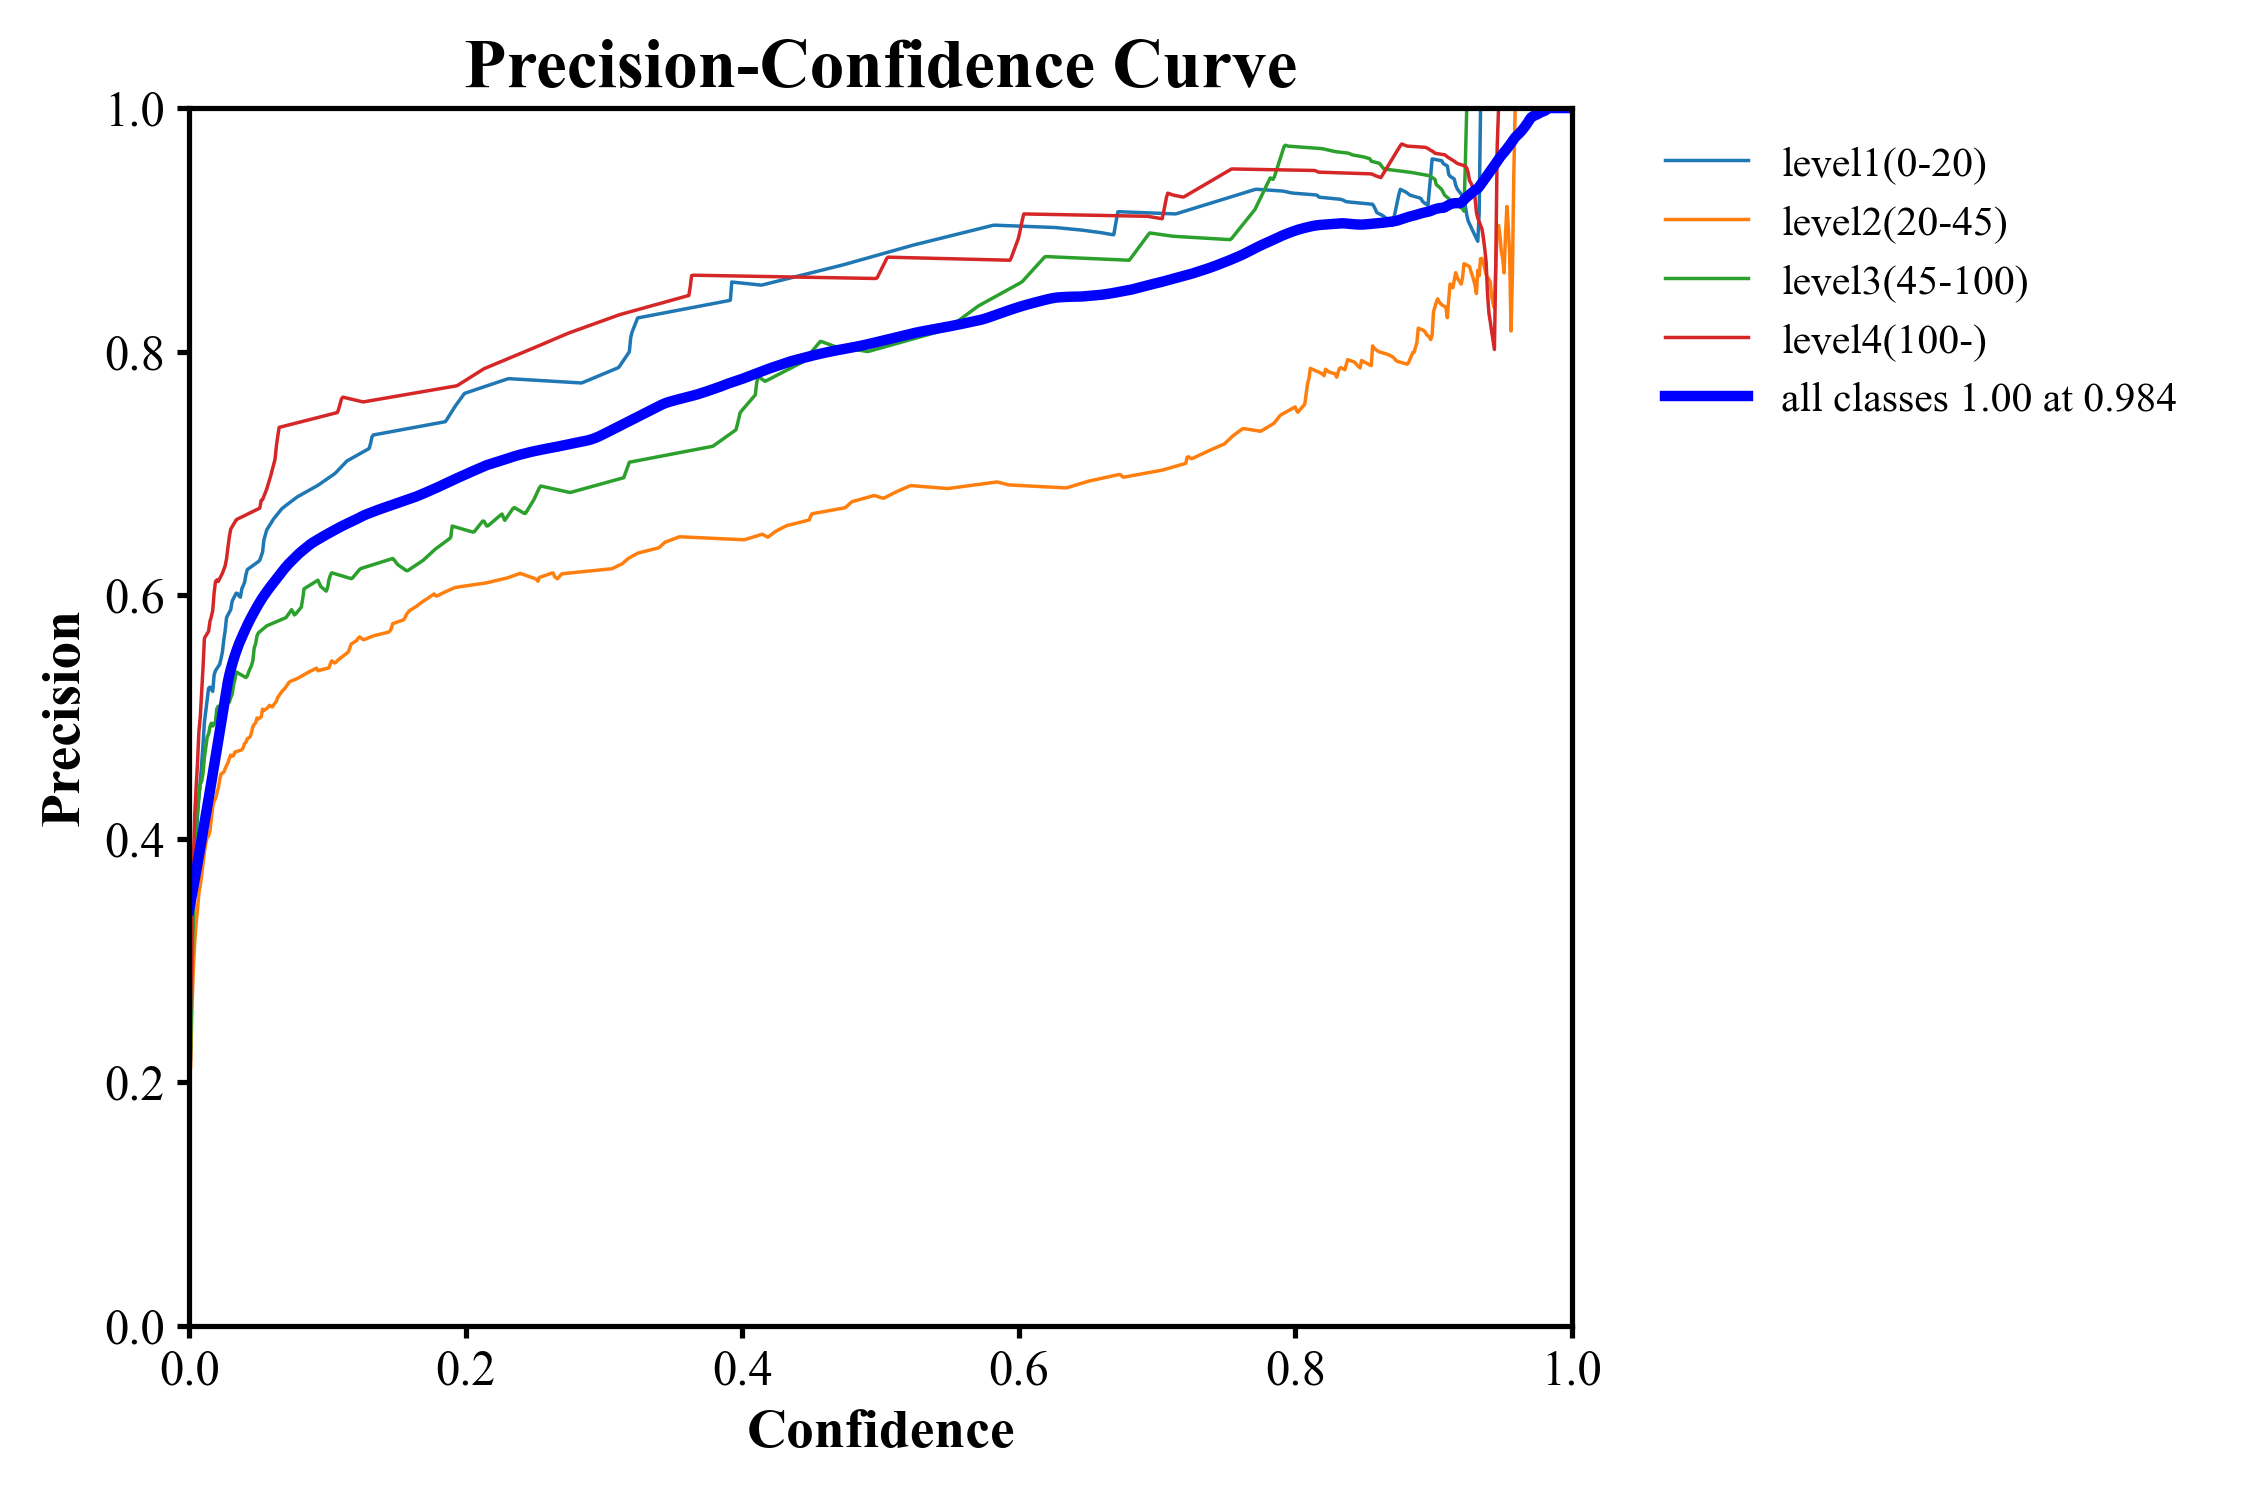 Precision-Confidence Curve
1.0
0.8
0.6
0.4
0.2
0.0
Precision
0.0 0.2 0.4 0.6 0.8 1.0
Confidence
level1(0-20)
level2(20-45)
level3(45-100)
level4(100-)
all classes 1.00 at 0.984